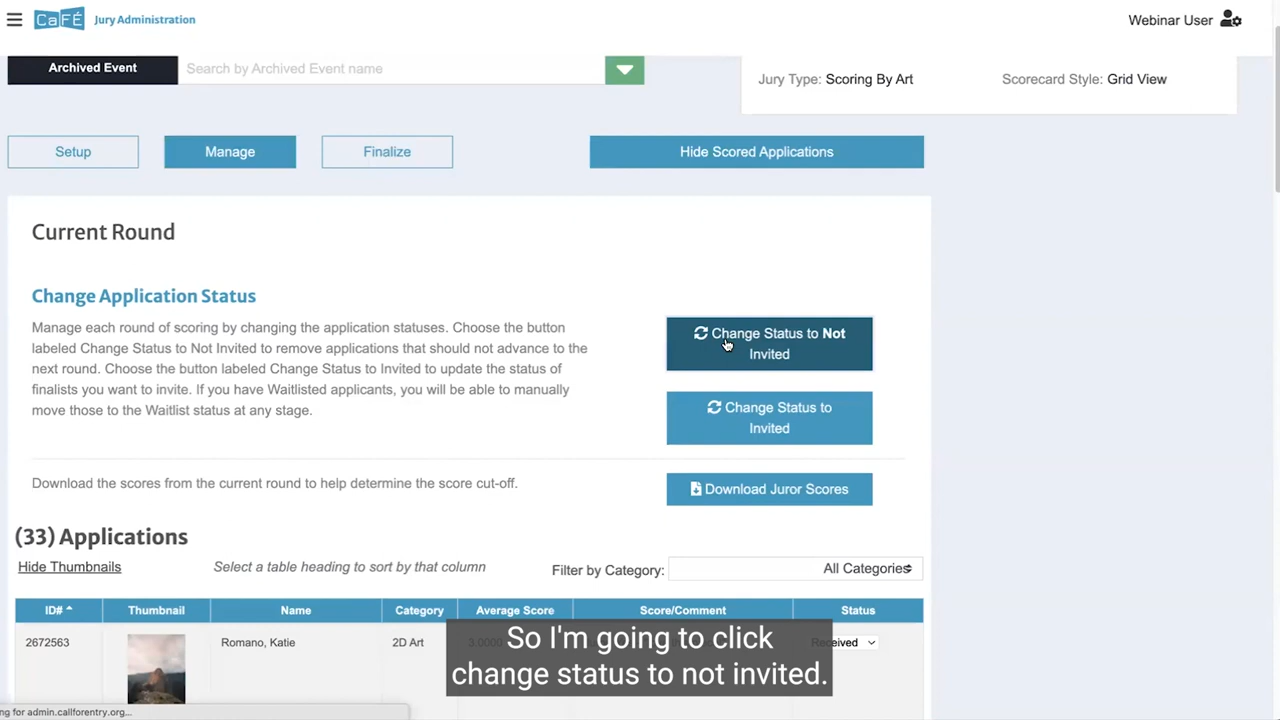 CaFÉ Jury Administration
Webinar User
Archived Event
Search by Archived Event name
Jury Type: Scoring By Art
Scorecard Style: Grid View
Setup
Manage
Finalize
Hide Scored Applications
Current Round
Change Application Status
Manage each round of scoring by changing the application statuses. Choose the button
labeled Change Status to Not Invited to remove applications that should not advance to the
next round. Choose the button labeled Change Status to Invited to update the status of
finalists you want to invite. If you have Waitlisted applicants, you will be able to manually
move those to the Waitlist status at any stage.
Change Status to Not
Invited
Change Status to
Invited
Download the scores from the current round to help determine the score cut-off.
Download Juror Scores
(33) Applications
Hide Thumbnails
Select a table heading to sort by that column
Filter by Category:
All Categories
ID#
Thumbnail
Name
Category
Average Score
Score/Comment
Status
2672563
Romano, Katie
2D Art
3.0000
Received
So I'm going to click
change status to not invited.
ng for admin.callforentry.org...